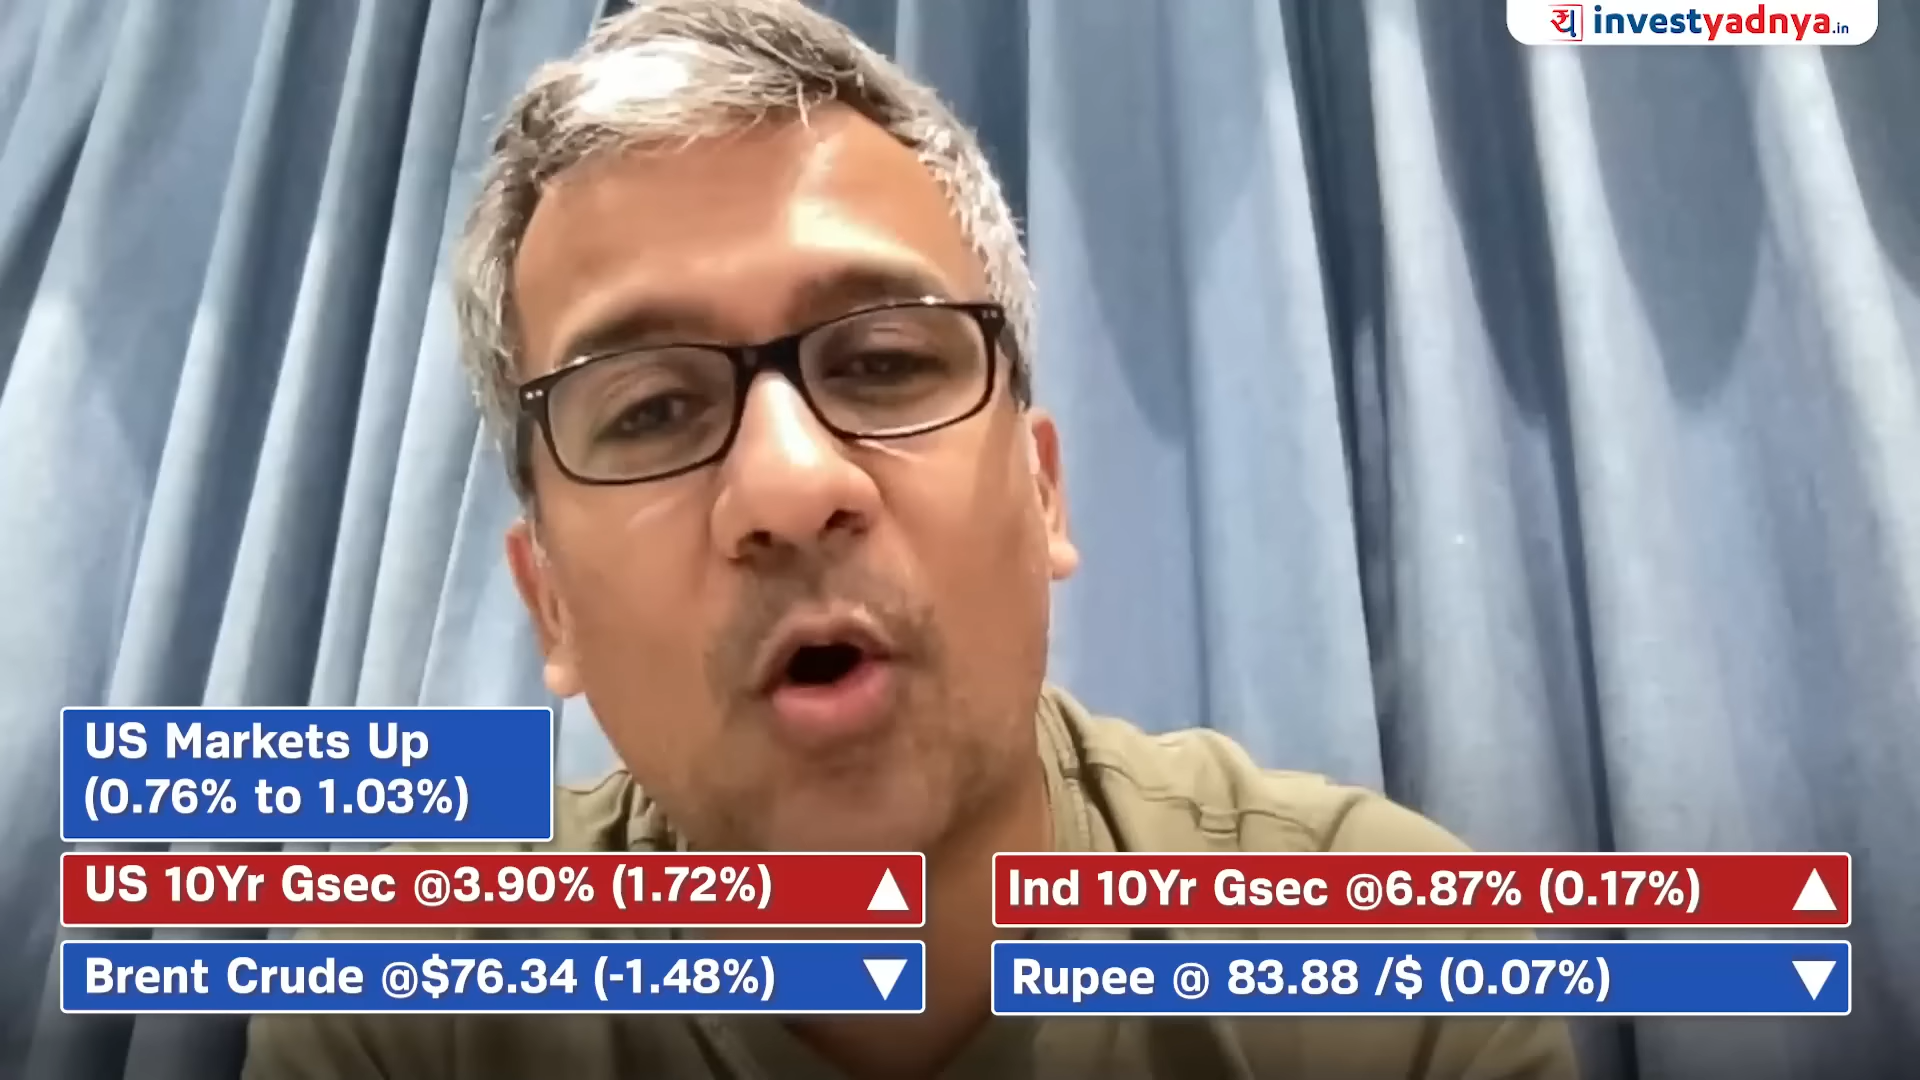 investyadnya.in
US Markets Up
(0.76% to 1.03%)
US 10Yr Gsec @3.90% (1.72%)
Ind 10Yr Gsec @6.87% (0.17%)
Brent Crude @$76.34 (-1.48%)
Rupee @ 83.88 /$ (0.07%)